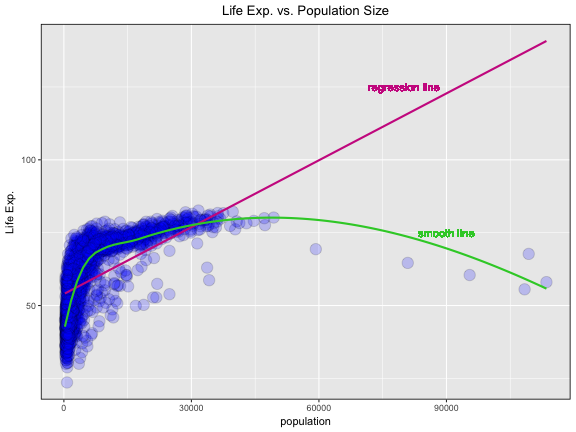 Life Exp. vs. Population Size
regression line
100
smooth line
Life Exp.
50
0
30000
60000
90000
population